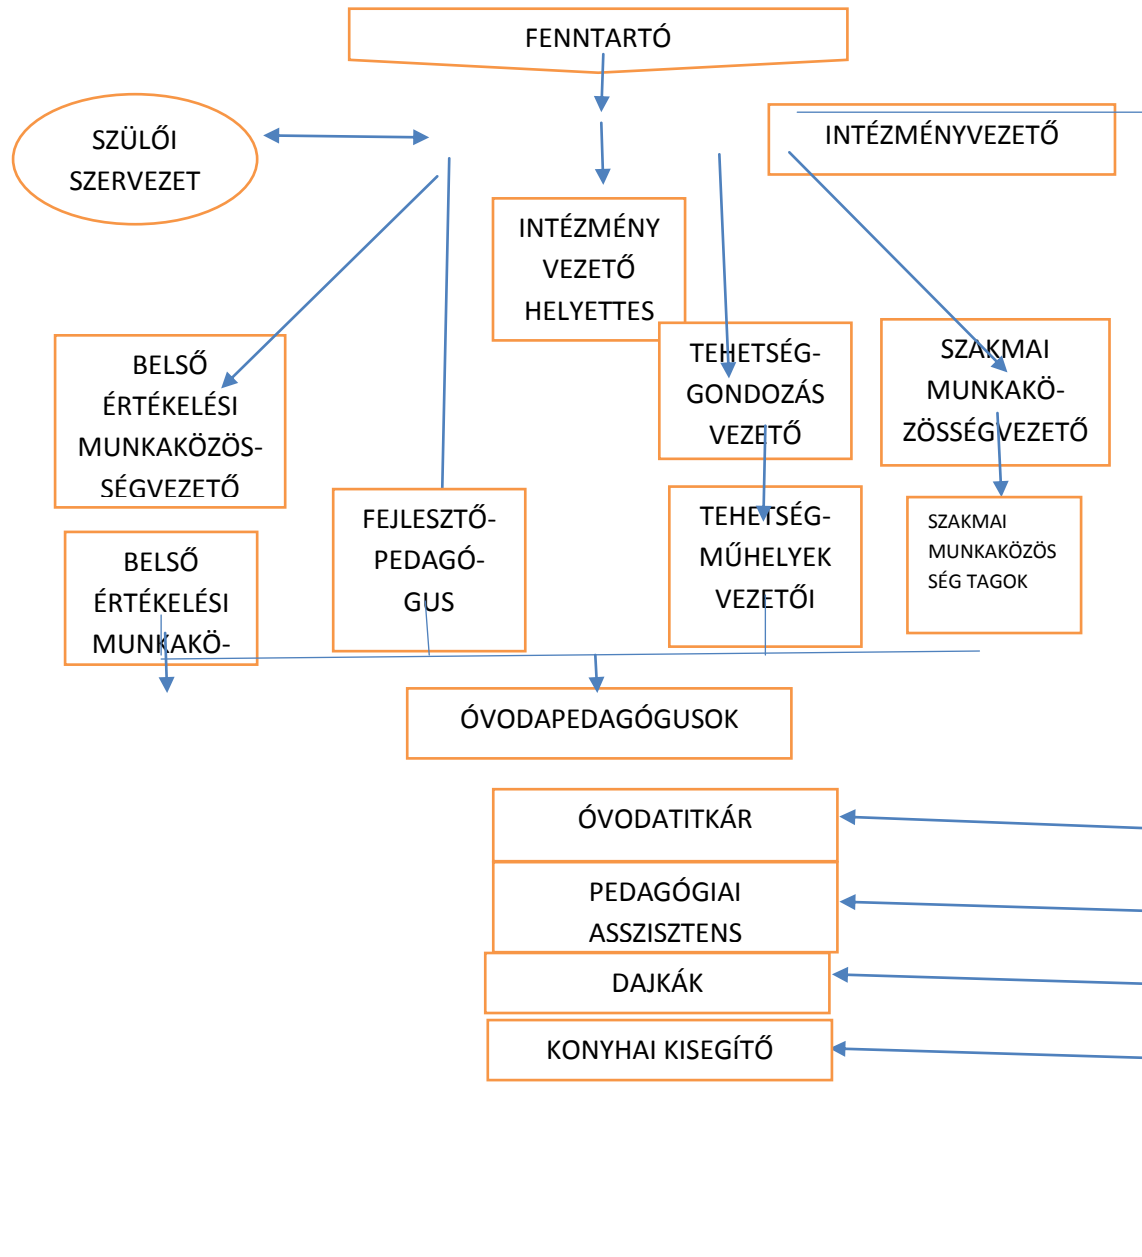 FENNTARTÓ
SZÜLŐI
SZERVEZET
INTÉZMÉNYVEZETŐ
INTÉZMÉNY
VEZETŐ
HELYETTES
BELSŐ
ÉRTÉKELÉSI
MUNKAKÖZÖS-
SÉGVEZETŐ
TEHETSÉG-
GONDOZÁS
VEZETŐ
SZAKMAI
MUNKAKÖ-
ZÖSSÉGVEZETŐ
BELSŐ
ÉRTÉKELÉSI
MUNKAKÖ-
FEJLESZTŐ-
PEDAGÓ-
GUS
TEHETSÉG-
MŰHELYEK
VEZETŐI
SZAKMAI
MUNKAKÖZÖS
SÉG TAGOK
ÓVODAPEDAGÓGUSOK
ÓVODATITKÁR
PEDAGÓGIAI
ASSZISZTENS
DAJKÁK
KONYHAI KISEGÍTŐ